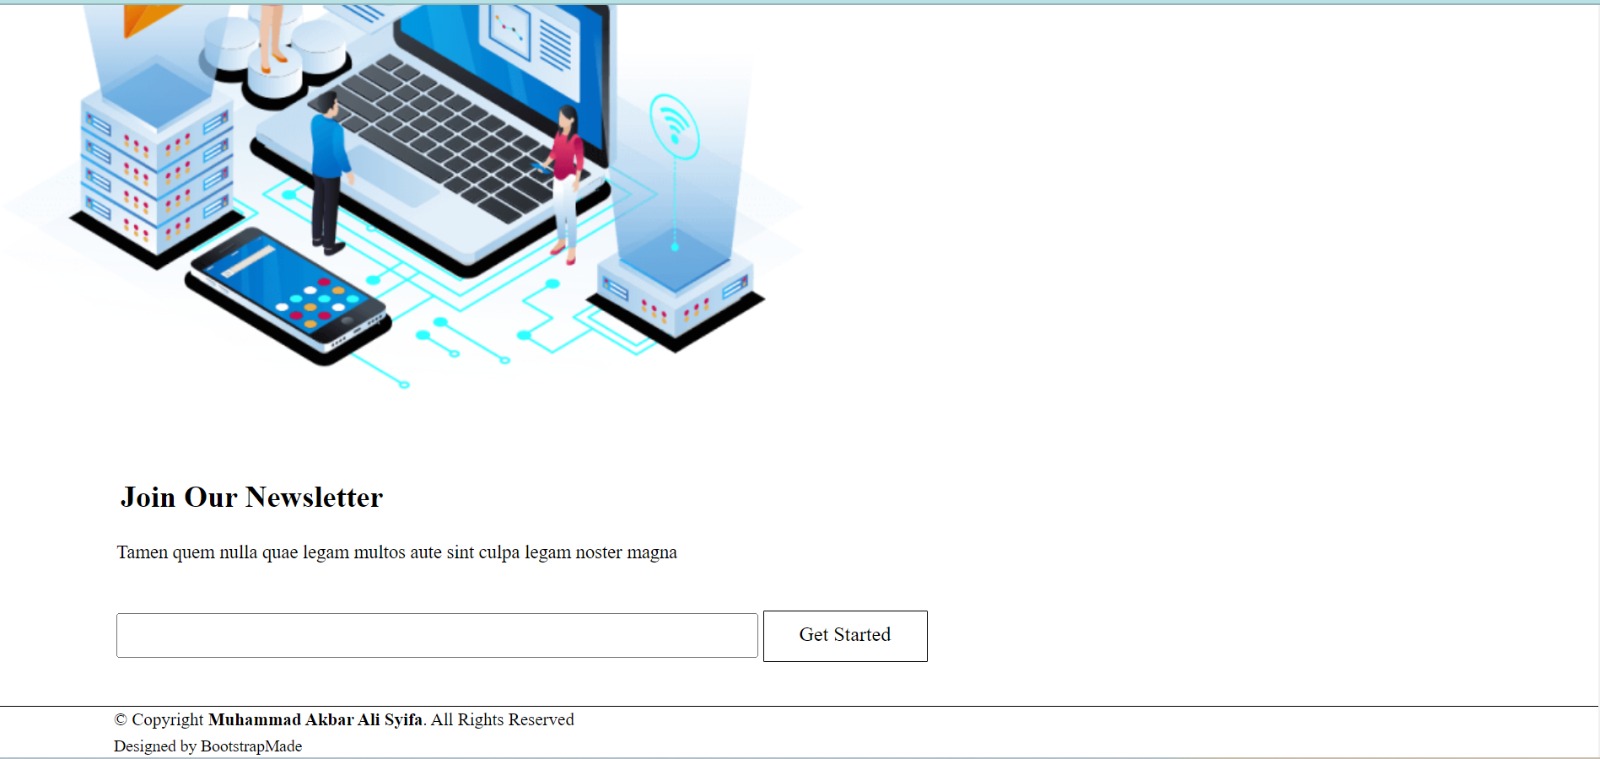 Join Our Newsletter
Tamen quem nulla quae legam multos aute sint culpa legam noster magna
Get Started
© Copyright Muhammad Akbar Ali Syifa. All Rights Reserved
Designed by BootstrapMade